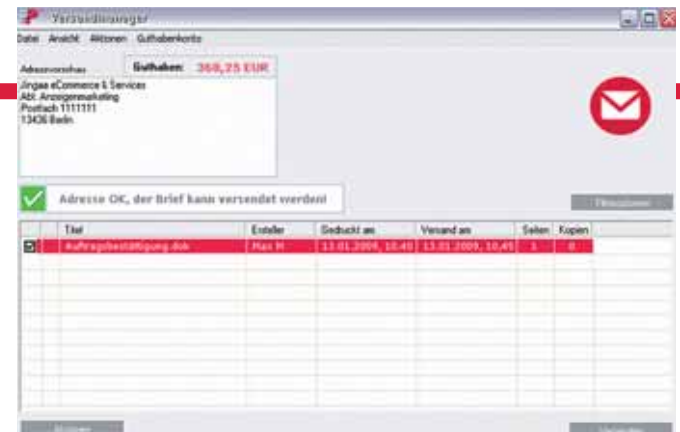 Versandmanager
Datei Ansicht Aktionen Guthabenkonto
Adressvorschau Guthaben: 368,25 EUR
Jingaa eCommerce & Services
Abt. Anzeigenmarketing
Postfach 1111111
13436 Berlin
Adresse OK, der Brief kann versendet werden!
Titel Ersteller Gedruckt am Versand am Seiten Kopien
Auftragsbestätigung.dok Max M 13.01.2009, 10,45 13.01.2009, 10,45 1 0